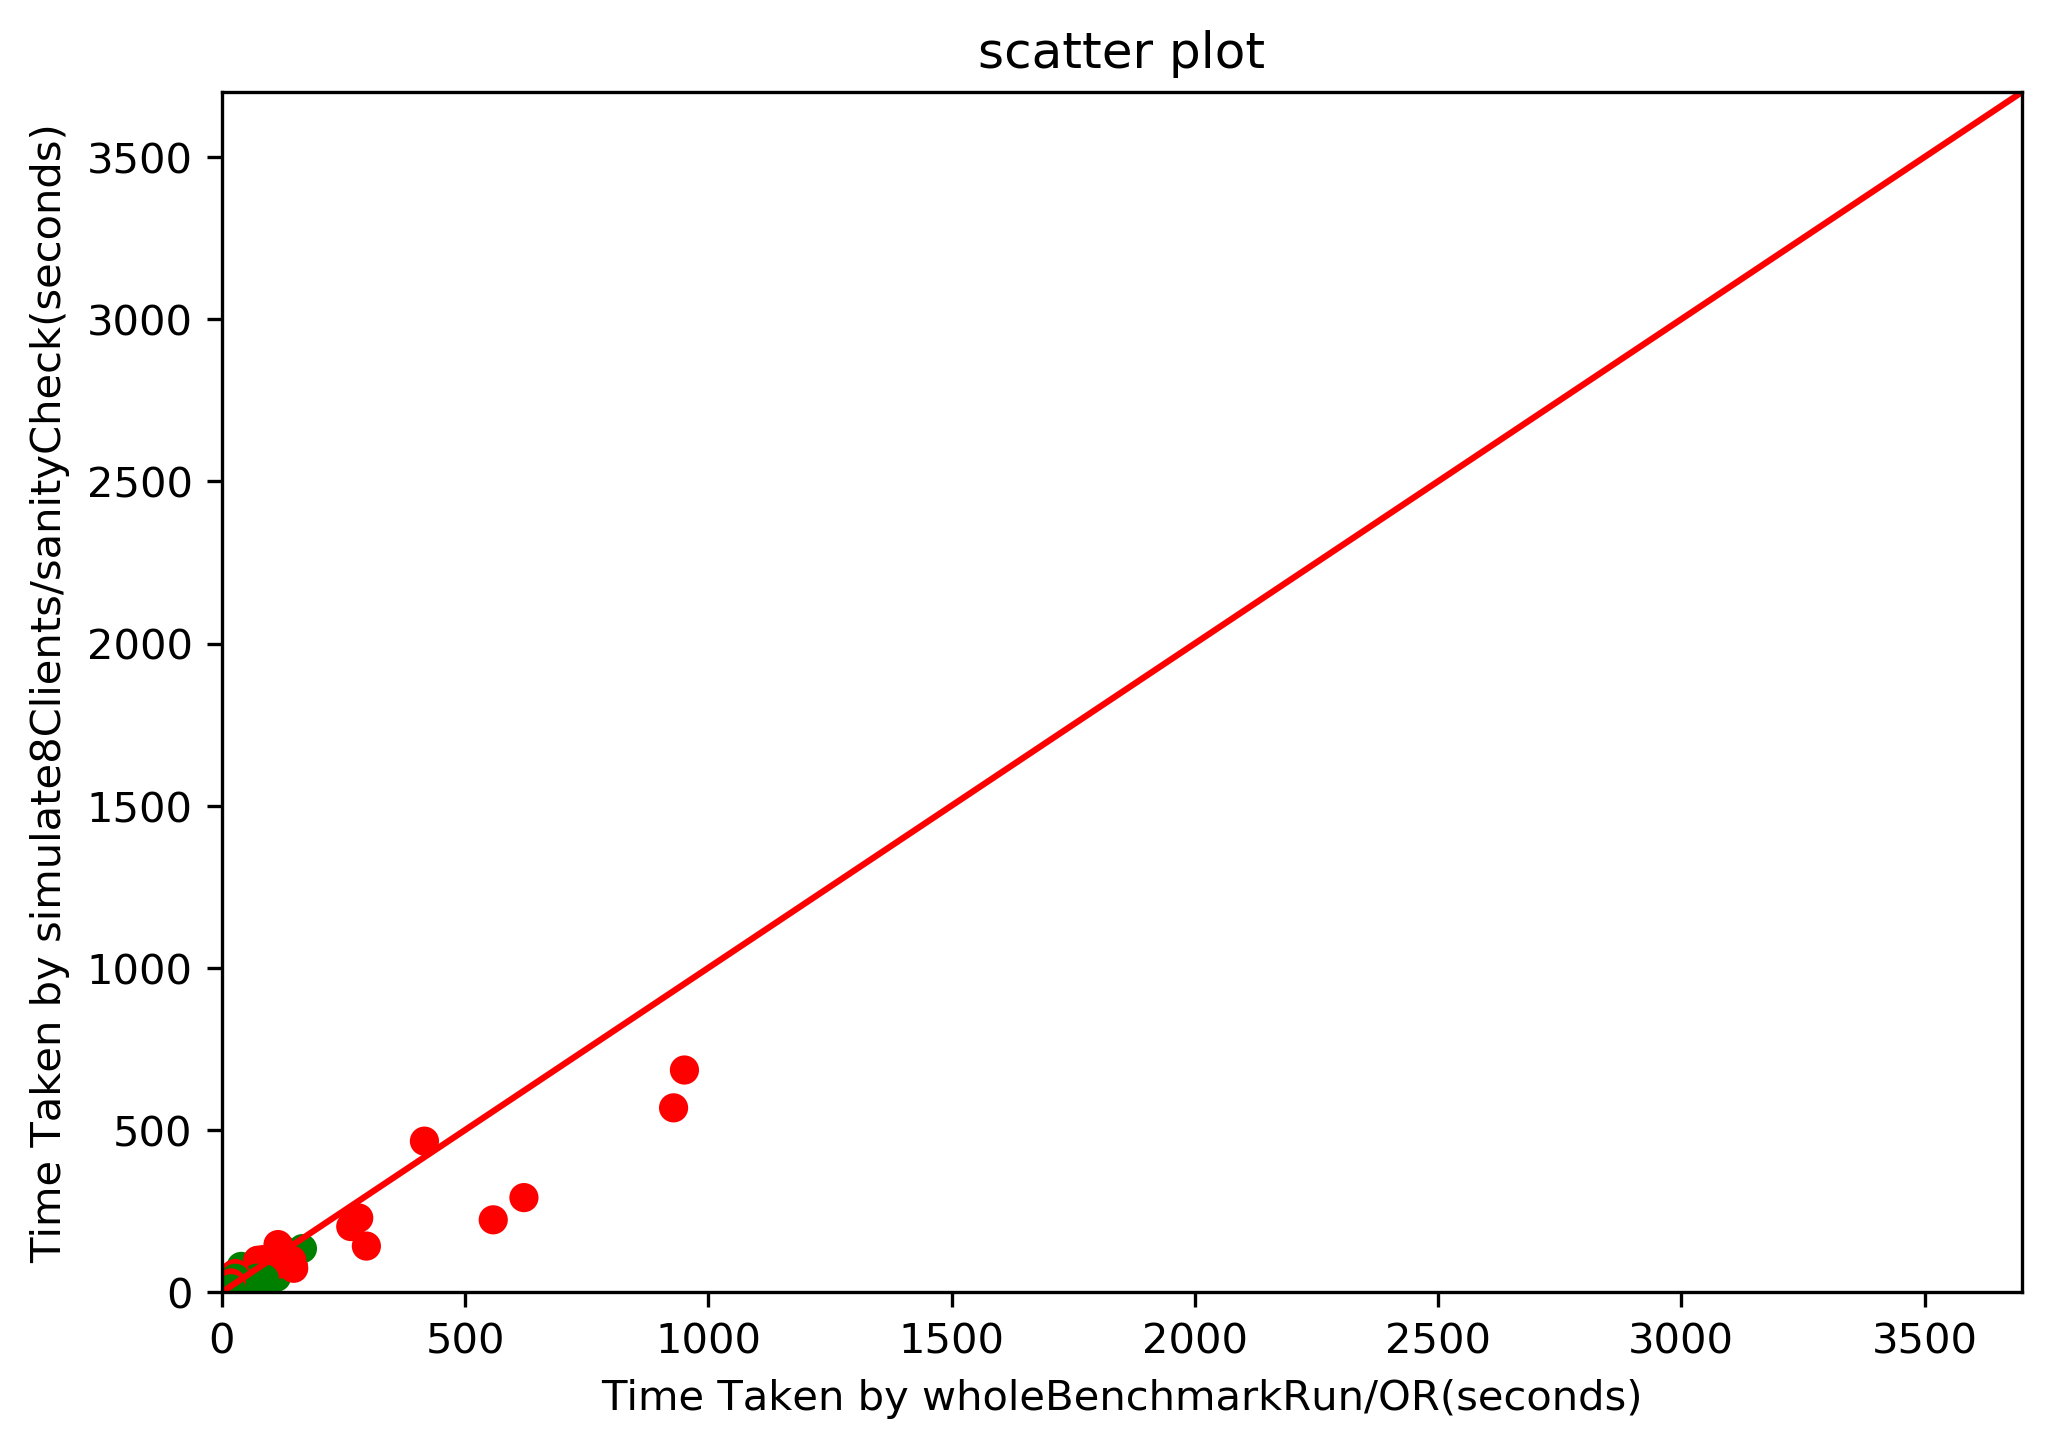 scatter plot
Time Taken by simulate8Clients/sanityCheck(seconds)
3500
3000
2500
2000
1500
1000
500
0
0 500 1000 1500 2000 2500 3000 3500
Time Taken by wholeBenchmarkRun/OR(seconds)